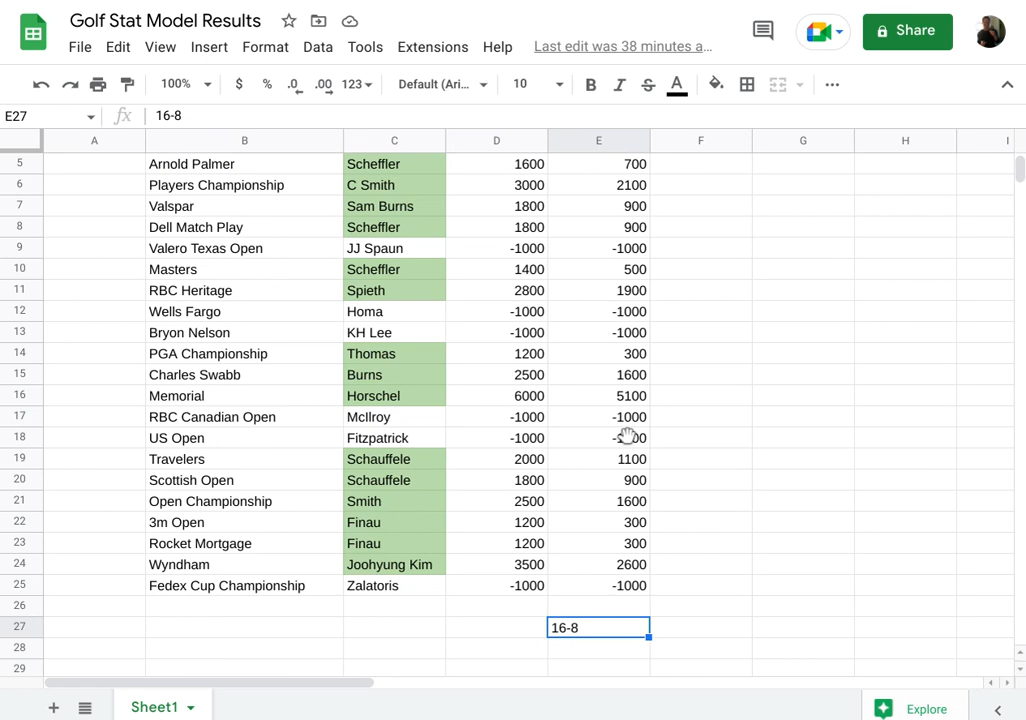 Golf Stat Model Results
File Edit View Insert Format Data Tools Extensions Help Last edit was 38 minutes a...
Share
100% $ % .0 .00 123 Default (Ari... 10 B I S A
E27 fx 16-8
A B C D E F G H I
5 Arnold Palmer Scheffler 1600 700
6 Players Championship C Smith 3000 2100
7 Valspar Sam Burns 1800 900
8 Dell Match Play Scheffler 1800 900
9 Valero Texas Open JJ Spaun -1000 -1000
10 Masters Scheffler 1400 500
11 RBC Heritage Spieth 2800 1900
12 Wells Fargo Homa -1000 -1000
13 Bryon Nelson KH Lee -1000 -1000
14 PGA Championship Thomas 1200 300
15 Charles Swabb Burns 2500 1600
16 Memorial Horschel 6000 5100
17 RBC Canadian Open McIlroy -1000 -1000
18 US Open Fitzpatrick -1000
19 Travelers Schauffele 2000 1100
20 Scottish Open Schauffele 1800 900
21 Open Championship Smith 2500 1600
22 3m Open Finau 1200 300
23 Rocket Mortgage Finau 1200 300
24 Wyndham Joohyung Kim 3500 2600
25 Fedex Cup Championship Zalatoris -1000 -1000
26
27 16-8
28
29
Sheet1 Explore